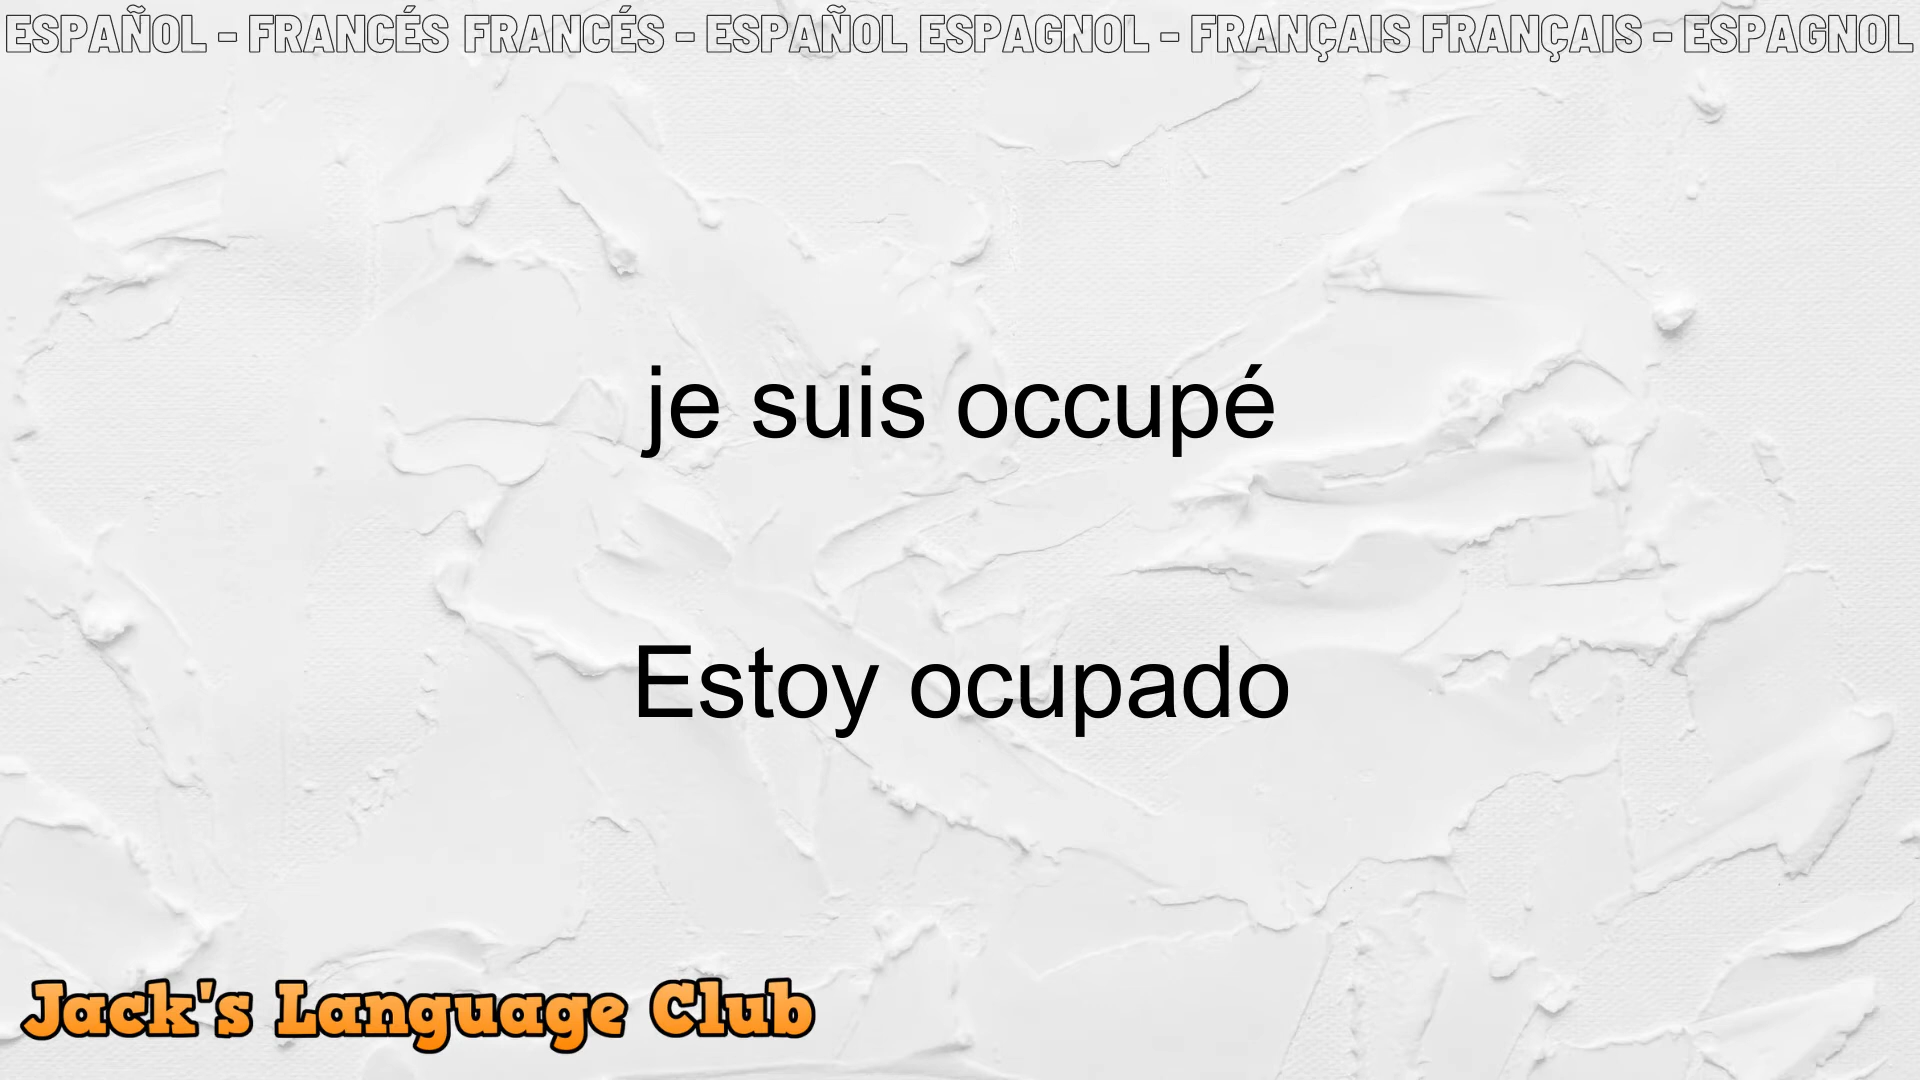 ESPAÑOL - FRANCÉS FRANCÉS - ESPAÑOL ESPAGNOL - FRANÇAIS FRANÇAIS - ESPAGNOL
je suis occupé
Estoy ocupado
Jack's Language Club